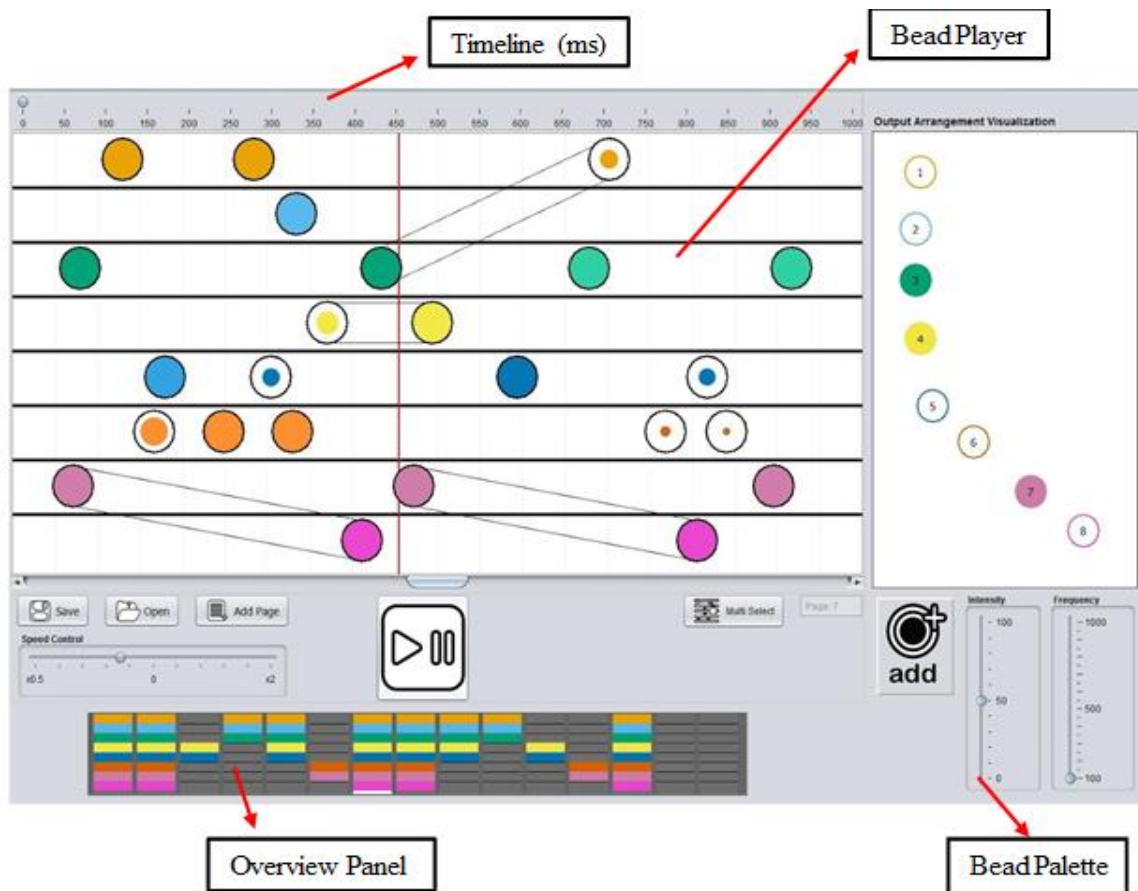 Timeline (ms)
Bead Player
0 50 100 150 200 250 300 350 400 450 500 550 600 650 700 750 800 850 900 1000
Output Arrangement Visualization
1
2
3
4
5
6
7
8
Save
Open
Add Page
Multi Select
Page: 7
Speed Control
x0.5 0 x2
add
Intensity
100
50
0
Frequency
1000
500
100
Overview Panel
Bead Palette